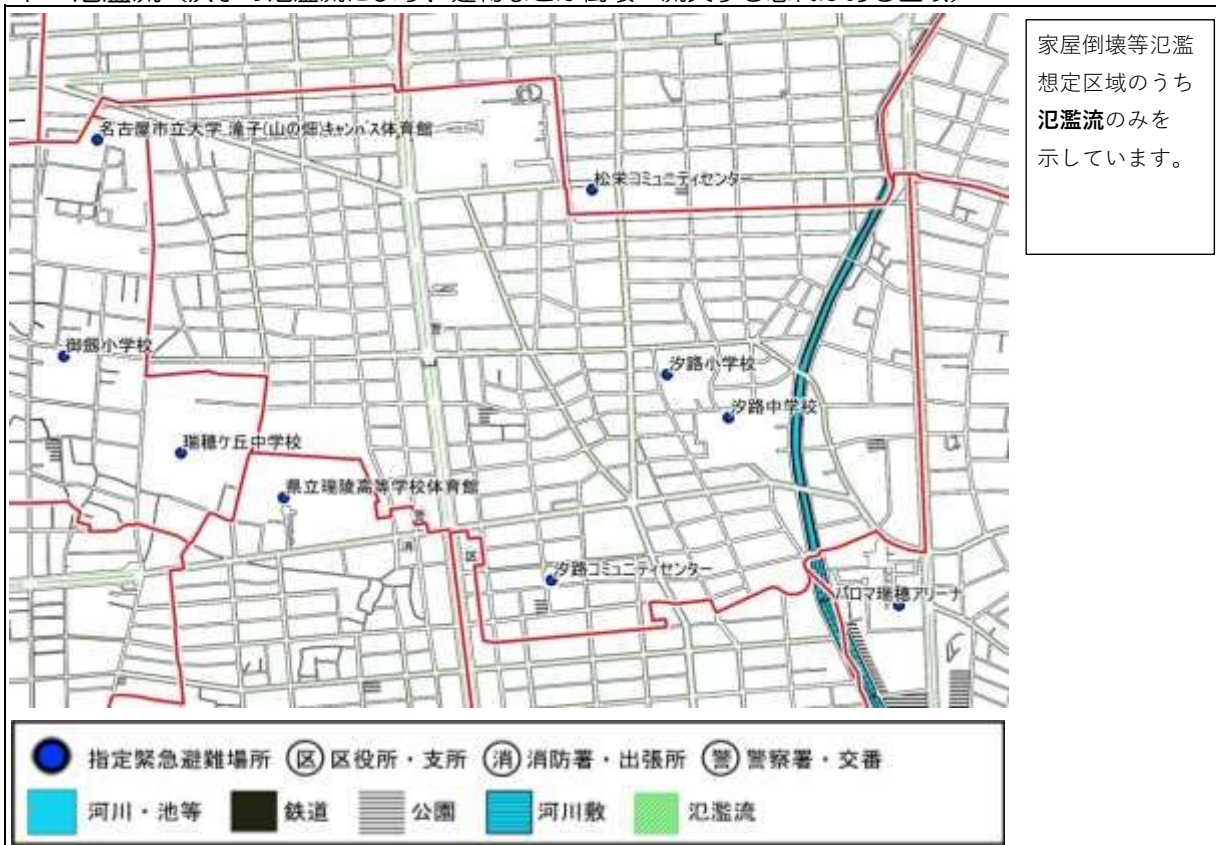 家屋倒壊等氾濫
想定区域のうち
氾濫流のみを
示しています。
名古屋市立大学 滝子(山の畑)キャンパス体育館
松栄コミュニティセンター
御劔小学校
汐路小学校
汐路中学校
瑞穂ケ丘中学校
県立瑞陵高等学校体育館
警
消
区
汐路コミュニティセンター
パロマ瑞穂アリーナ
指定緊急避難場所 区 区役所・支所 消 消防署・出張所 警 警察署・交番
河川・池等 鉄道 公園 河川敷 氾濫流